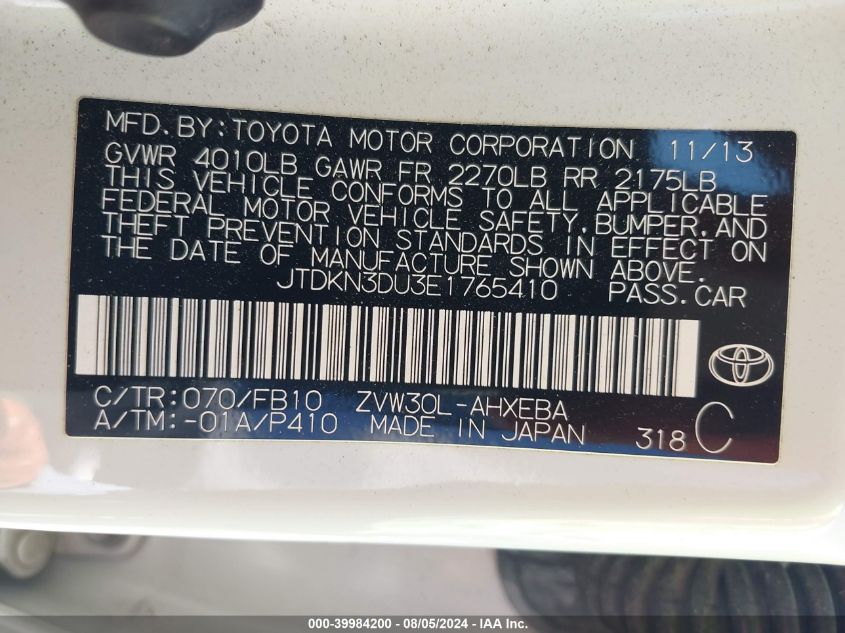 MFD. BY: TOYOTA MOTOR CORPORATION 11/13
GVWR 4010LB GAWR FR 2270LB RR 2175LB
THIS VEHICLE CONFORMS TO ALL APPLICABLE
FEDERAL MOTOR VEHICLE SAFETY, BUMPER, AND
THEFT PREVENTION STANDARDS IN EFFECT ON
THE DATE OF MANUFACTURE SHOWN ABOVE.
JTDKN3DU3E1765410 PASS. CAR
C/TR: 070/FB10 ZVW30L-AHXEBA
A/TM: -01A/P410 MADE IN JAPAN 318 C
000-39984200 - 08/05/2024 - IAA Inc.